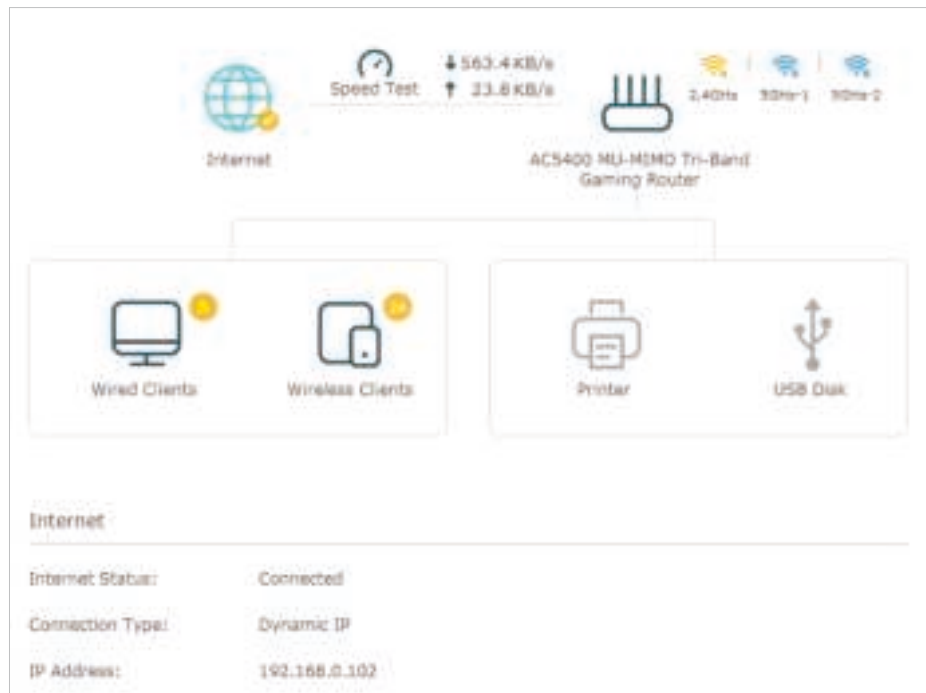 Speed Test
563.4 KB/s
23.8 KB/s
2.4GHz
5GHz-1
5GHz-2
Internet
AC5400 MU-MIMO Tri-Band
Gaming Router
Wired Clients
Wireless Clients
Printer
USB Disk
Internet
Internet Status:
Connected
Connection Type:
Dynamic IP
IP Address:
192.168.0.102